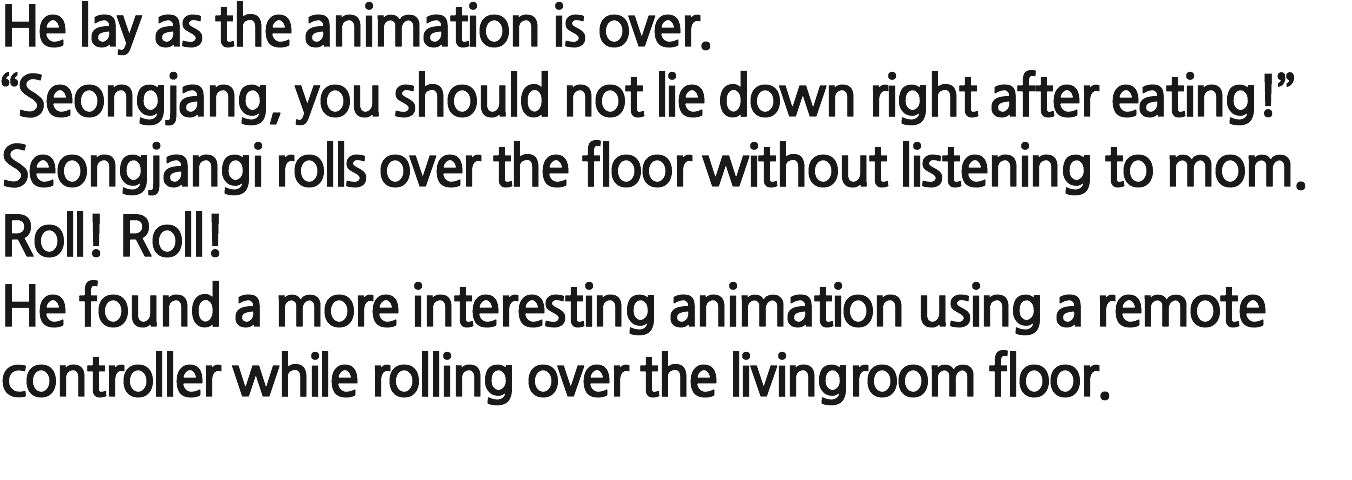 He lay as the animation is over.
“Seongjang, you should not lie down right after eating!”
Seongjangi rolls over the floor without listening to mom.
Roll! Roll!
He found a more interesting animation using a remote
controller while rolling over the livingroom floor.